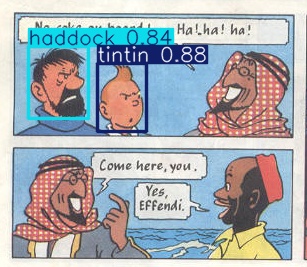 haddock 0.84
tintin 0.88
Ha! ha! ha!
Come here, you.
Yes,
Effendi.